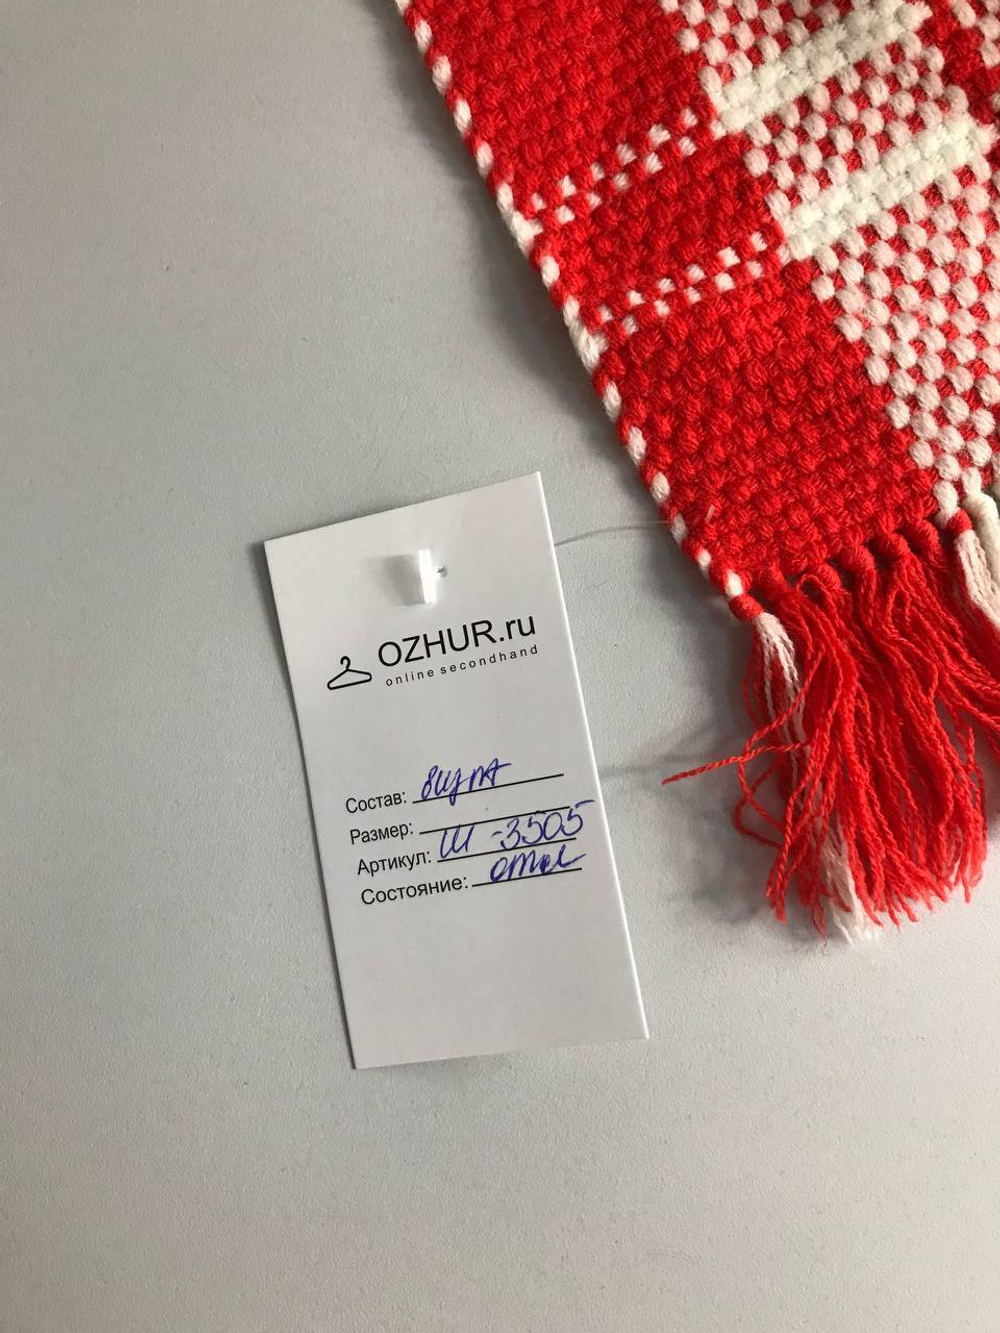 OZHUR.ru
online secondhand
Состав:
Размер:
Артикул: Ш -3505
Состояние: отл